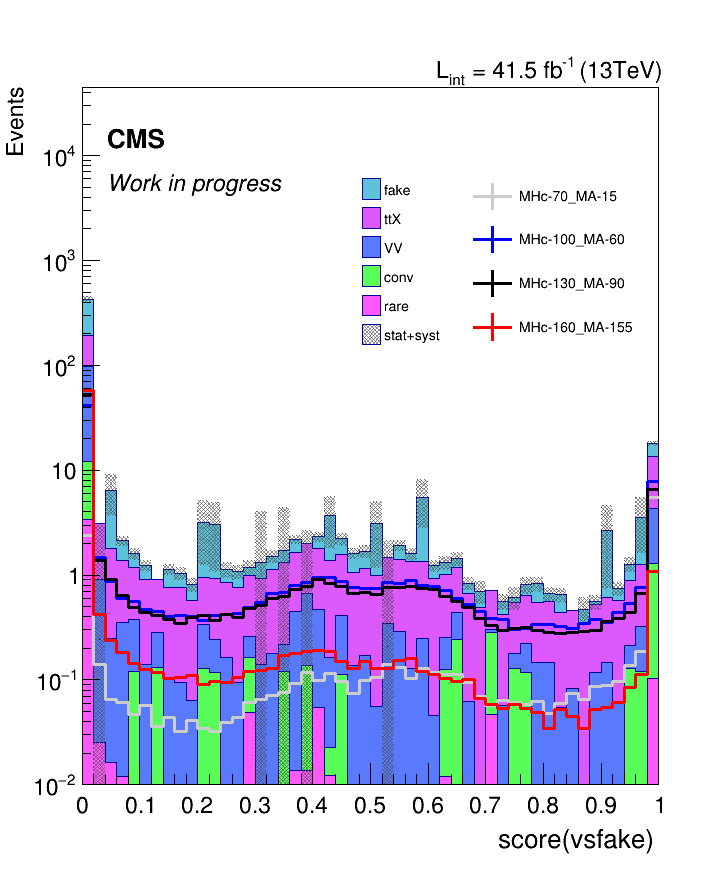 L_int = 41.5 fb^-1 (13TeV)
Events
CMS
Work in progress
fake
ttX
VV
conv
rare
stat+syst
MHc-70_MA-15
MHc-100_MA-60
MHc-130_MA-90
MHc-160_MA-155
10^4
10^3
10^2
10
1
10^−1
10^−2
0 0.1 0.2 0.3 0.4 0.5 0.6 0.7 0.8 0.9 1
score(vsfake)